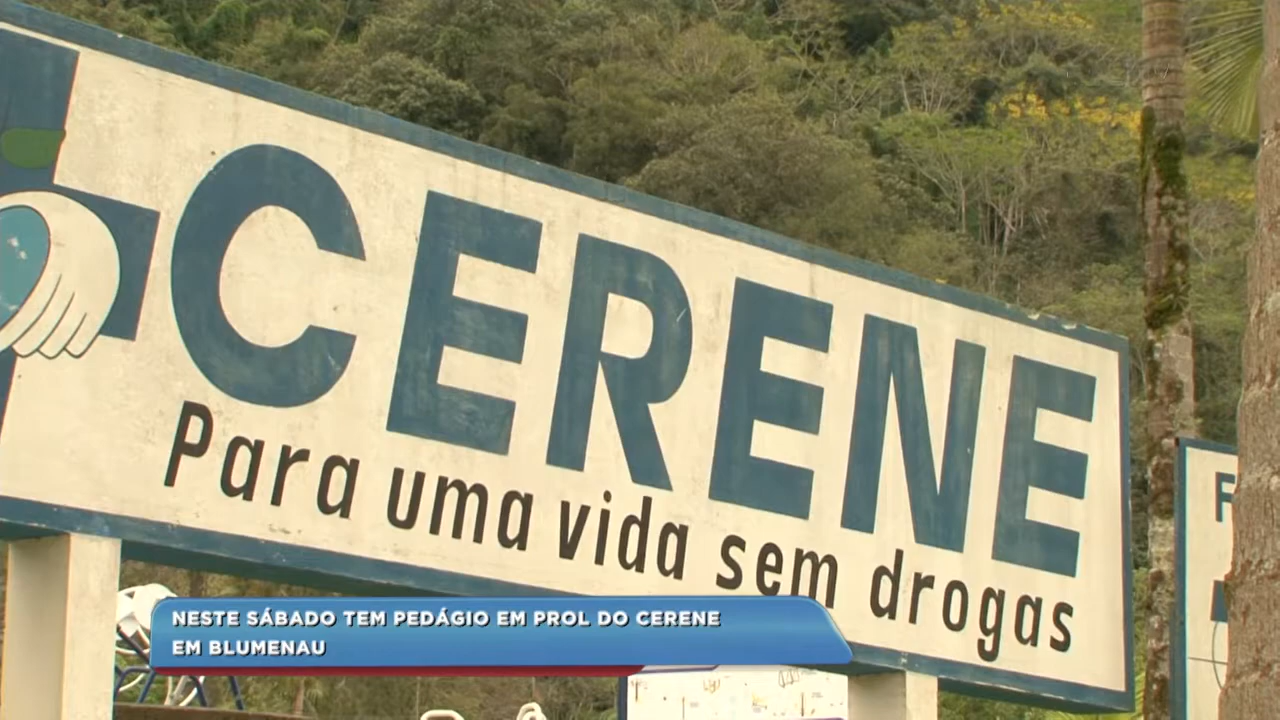 CERENE
Para uma vida sem drogas
F
NESTE SÁBADO TEM PEDÁGIO EM PROL DO CERENE
EM BLUMENAU